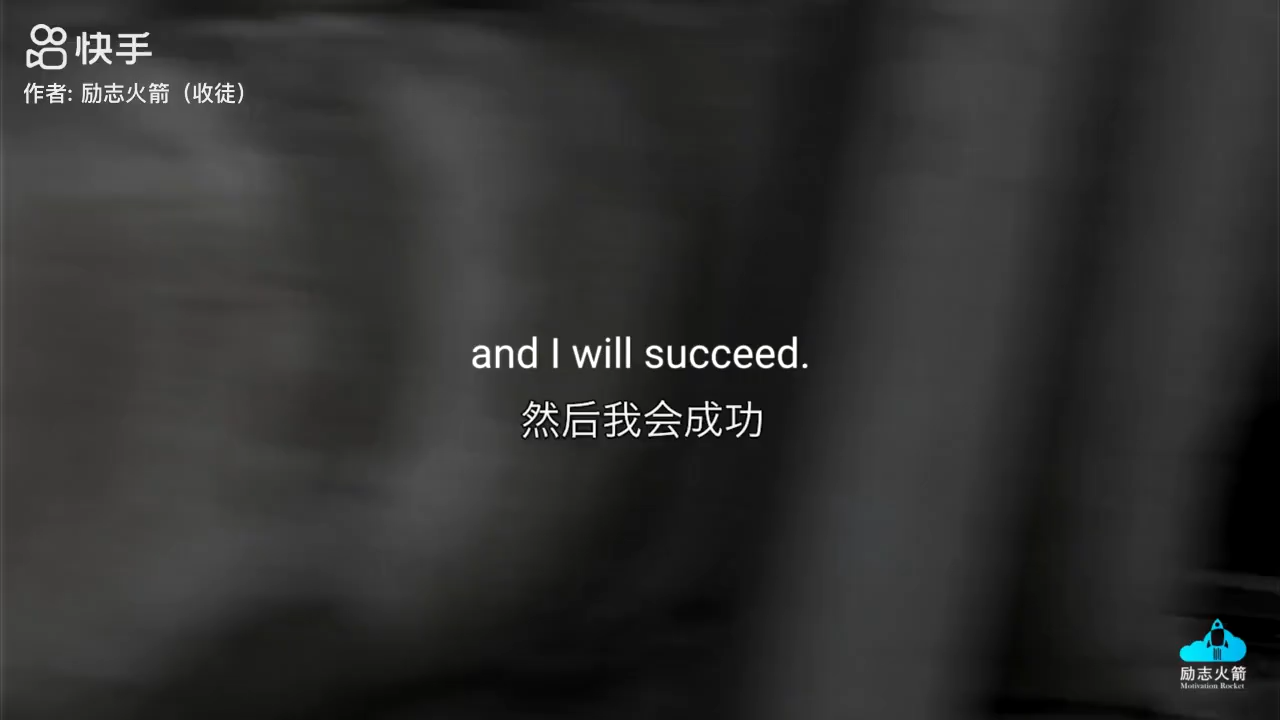 快手
作者: 励志火箭（收徒）
and I will succeed.
然后我会成功
励志火箭
Motivation Rocket